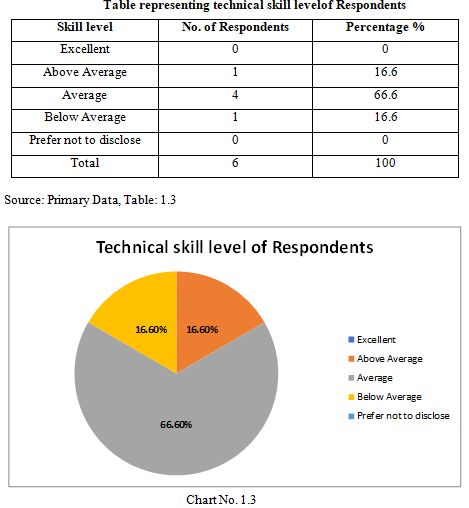 Table representing technical skill levelof Respondents
Skill level No. of Respondents Percentage %
Excellent 0 0
Above Average 1 16.6
Average 4 66.6
Below Average 1 16.6
Prefer not to disclose 0 0
Total 6 100
Source: Primary Data, Table: 1.3
Technical skill level of Respondents
16.60% 16.60%
66.60%
Excellent
Above Average
Average
Below Average
Prefer not to disclose
Chart No. 1.3